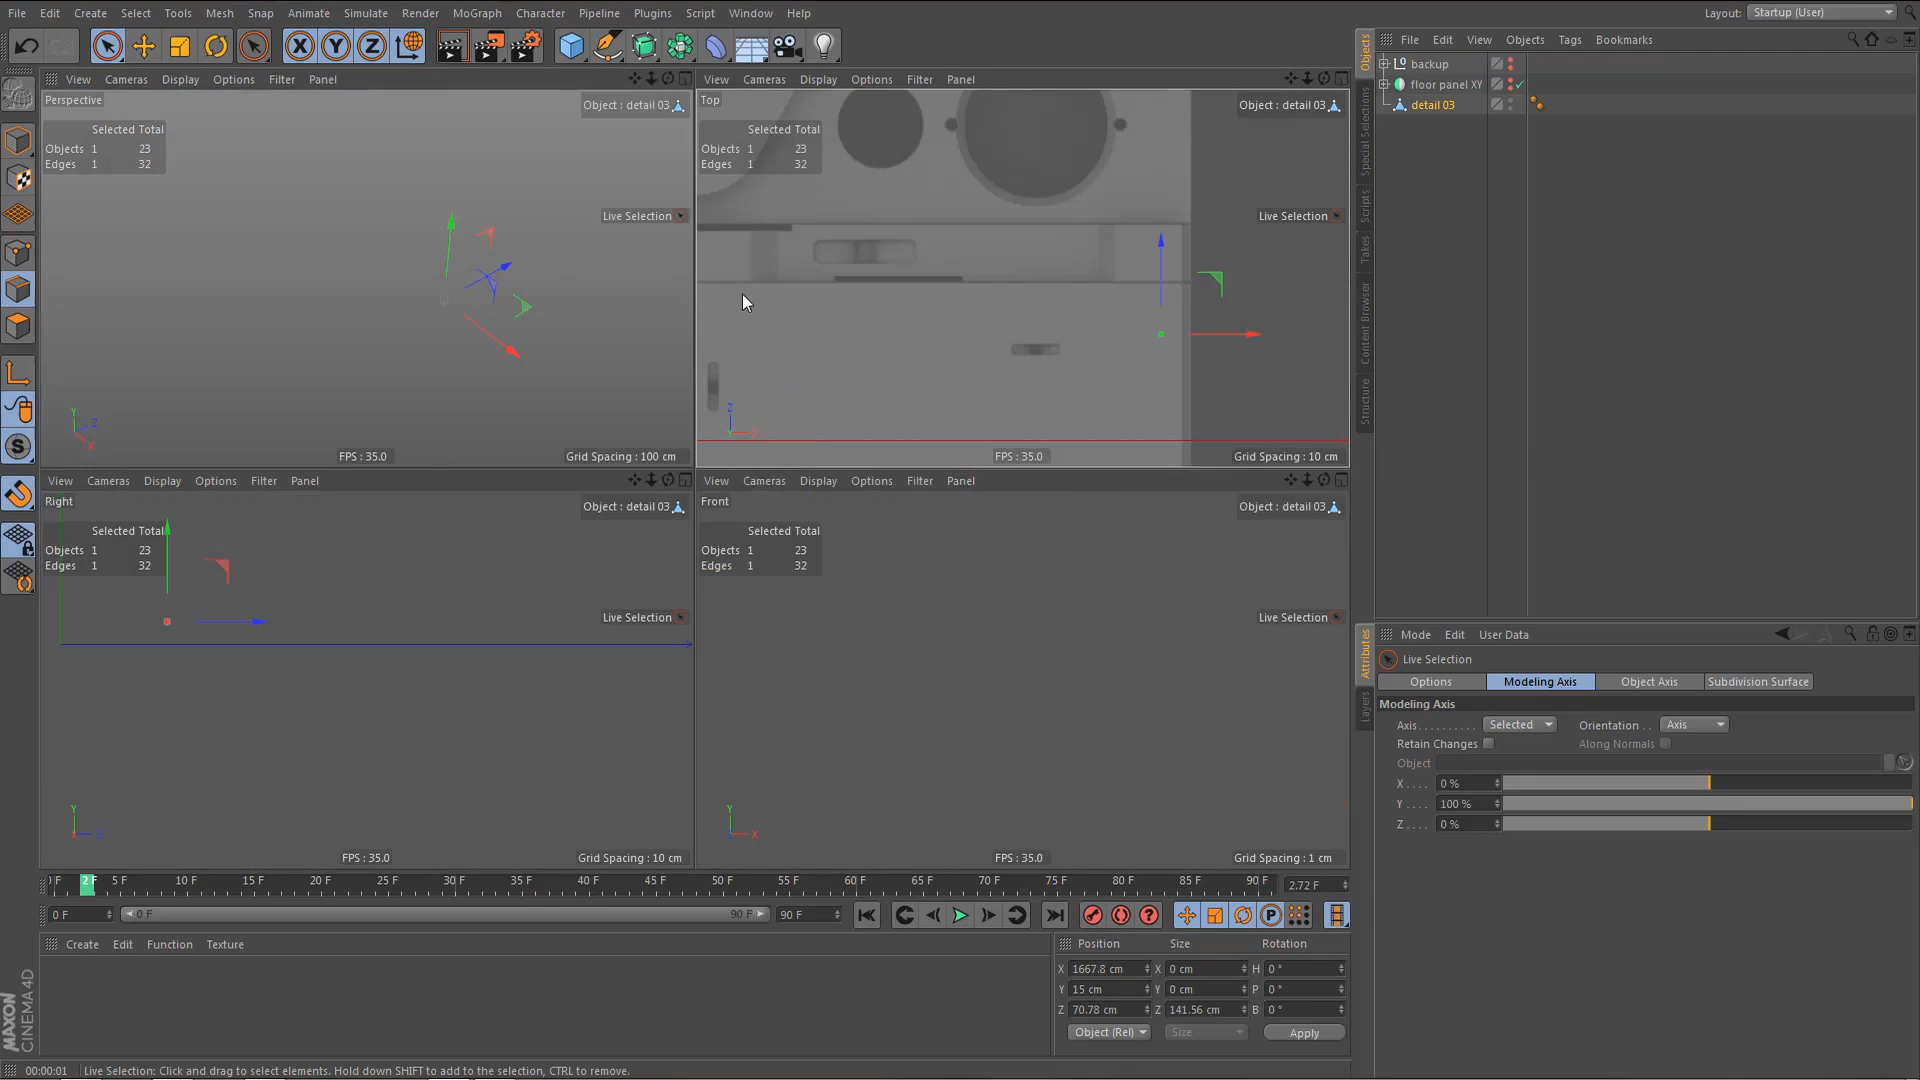 File Edit Create Select Tools Mesh Snap Animate Simulate Render MoGraph Character Pipeline Plugins Script Window Help Layout: Startup (User)
View Cameras Display Options Filter Panel
Perspective
Object : detail 03
Selected Total
Objects 1 23
Edges 1 32
Live Selection
Y
Z
X
FPS : 35.0
Grid Spacing : 100 cm
View Cameras Display Options Filter Panel
Top
Object : detail 03
Selected Total
Objects 1 23
Edges 1 32
Live Selection
Z
X
FPS : 35.0
Grid Spacing : 10 cm
View Cameras Display Options Filter Panel
Right
Object : detail 03
Selected Total
Objects 1 23
Edges 1 32
Live Selection
Y
FPS : 35.0
Grid Spacing : 10 cm
View Cameras Display Options Filter Panel
Front
Object : detail 03
Selected Total
Objects 1 23
Edges 1 32
Live Selection
Y
X
FPS : 35.0
Grid Spacing : 1 cm
File Edit View Objects Tags Bookmarks
backup
floor panel XY
detail 03
Objects
Special Selections
Scripts
Takes
Content Browser
Structure
Attributes
Layers
Mode Edit User Data
Live Selection
Options Modeling Axis Object Axis Subdivision Surface
Modeling Axis
Axis Selected Orientation Axis
Retain Changes Along Normals
Object
X 0 %
Y 100 %
Z 0 %
2 F 5 F 10 F 15 F 20 F 25 F 30 F 35 F 40 F 45 F 50 F 55 F 60 F 65 F 70 F 75 F 80 F 85 F 90 F 2.72 F
0 F 0 F 90 F 90 F
Create Edit Function Texture
Position Size Rotation
X 1667.8 cm X 0 cm H 0 °
Y 15 cm Y 0 cm P 0 °
Z 70.78 cm Z 141.56 cm B 0 °
Object (Rel) Size Apply
MAXON
CINEMA 4D
00:00:01 Live Selection: Click and drag to select elements. Hold down SHIFT to add to the selection, CTRL to remove.